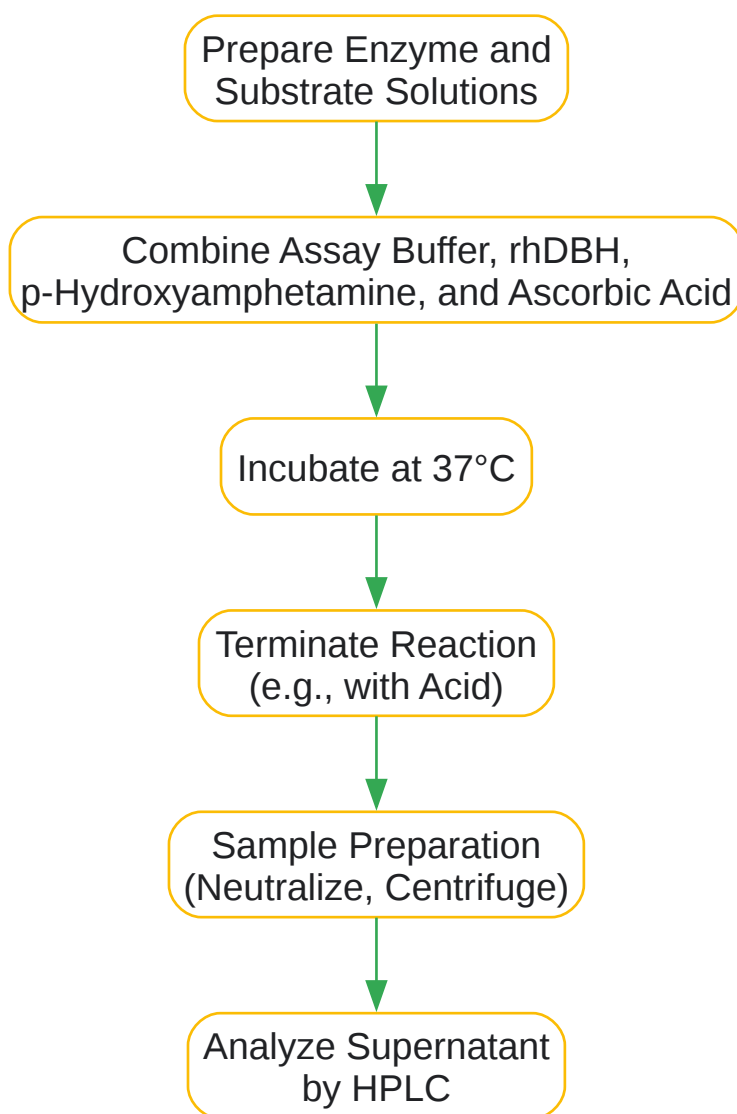 Prepare Enzyme and
Substrate Solutions
Combine Assay Buffer, rhDBH,
p-Hydroxyamphetamine, and Ascorbic Acid
Incubate at 37°C
Terminate Reaction
(e.g., with Acid)
Sample Preparation
(Neutralize, Centrifuge)
Analyze Supernatant
by HPLC